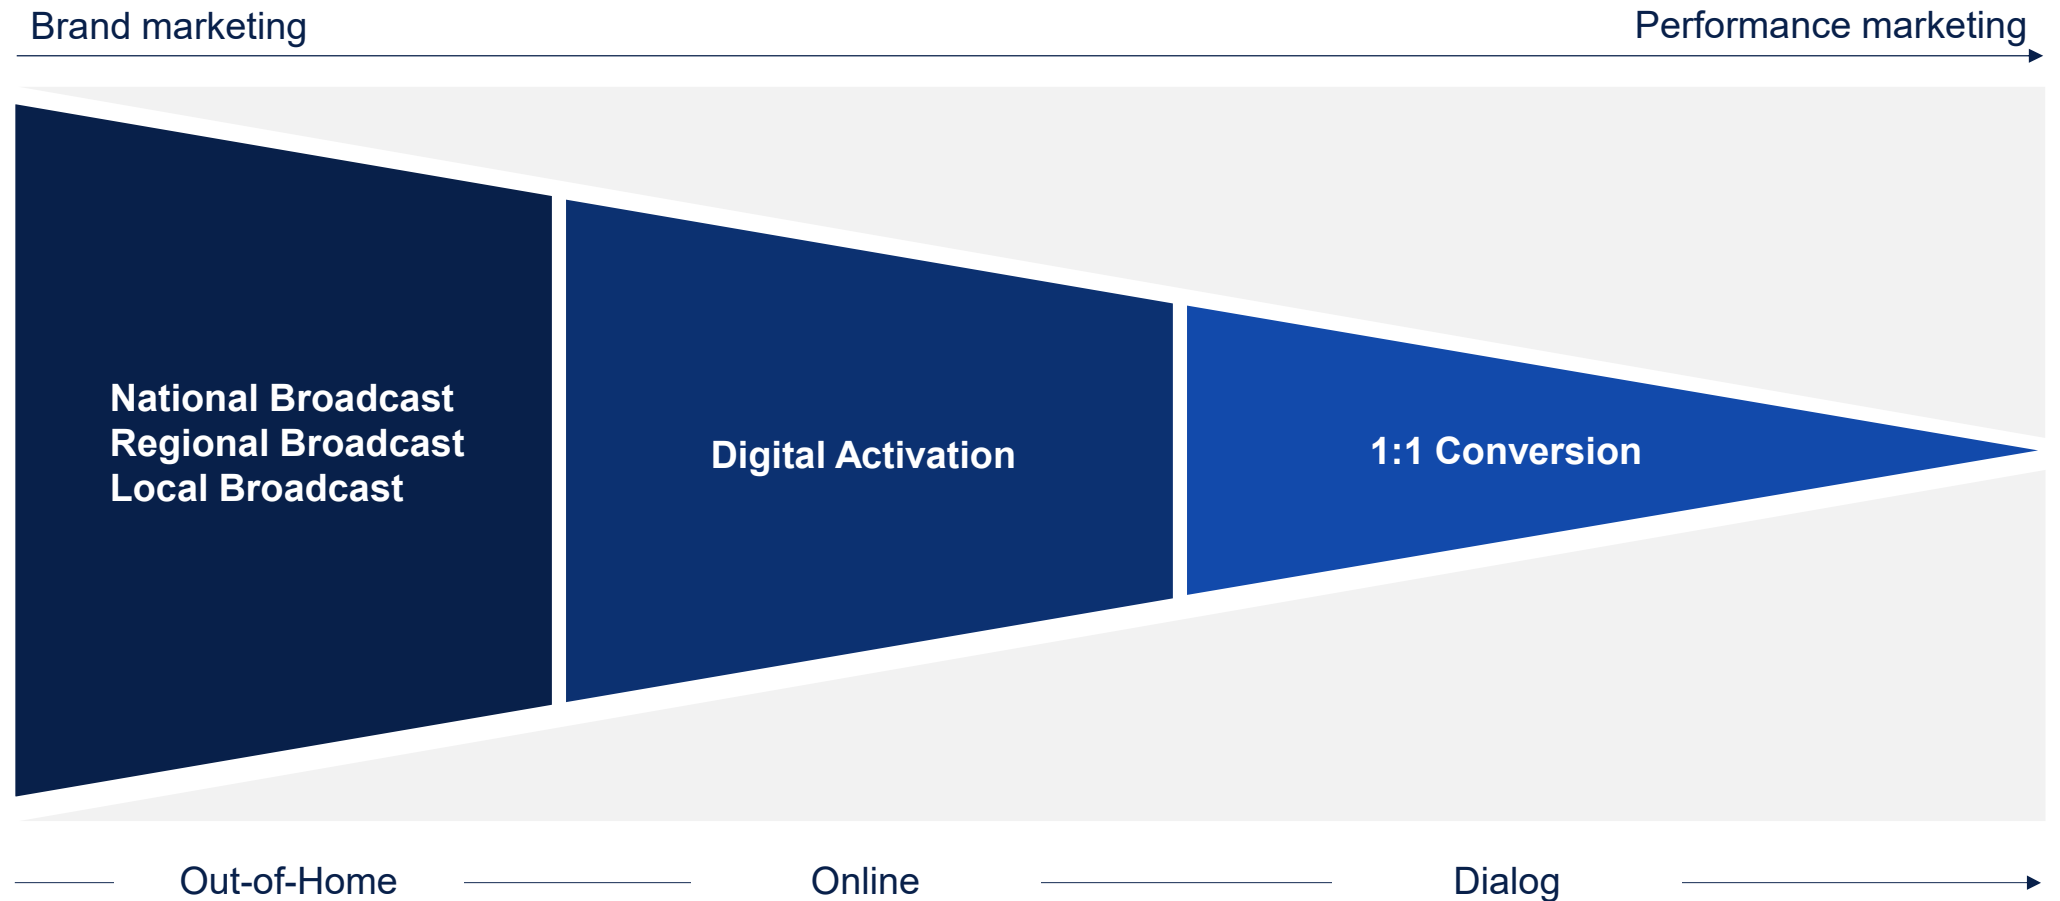 Brand marketing
Performance marketing
National Broadcast
Regional Broadcast
Local Broadcast
Digital Activation
1:1 Conversion
Out-of-Home
Online
Dialog